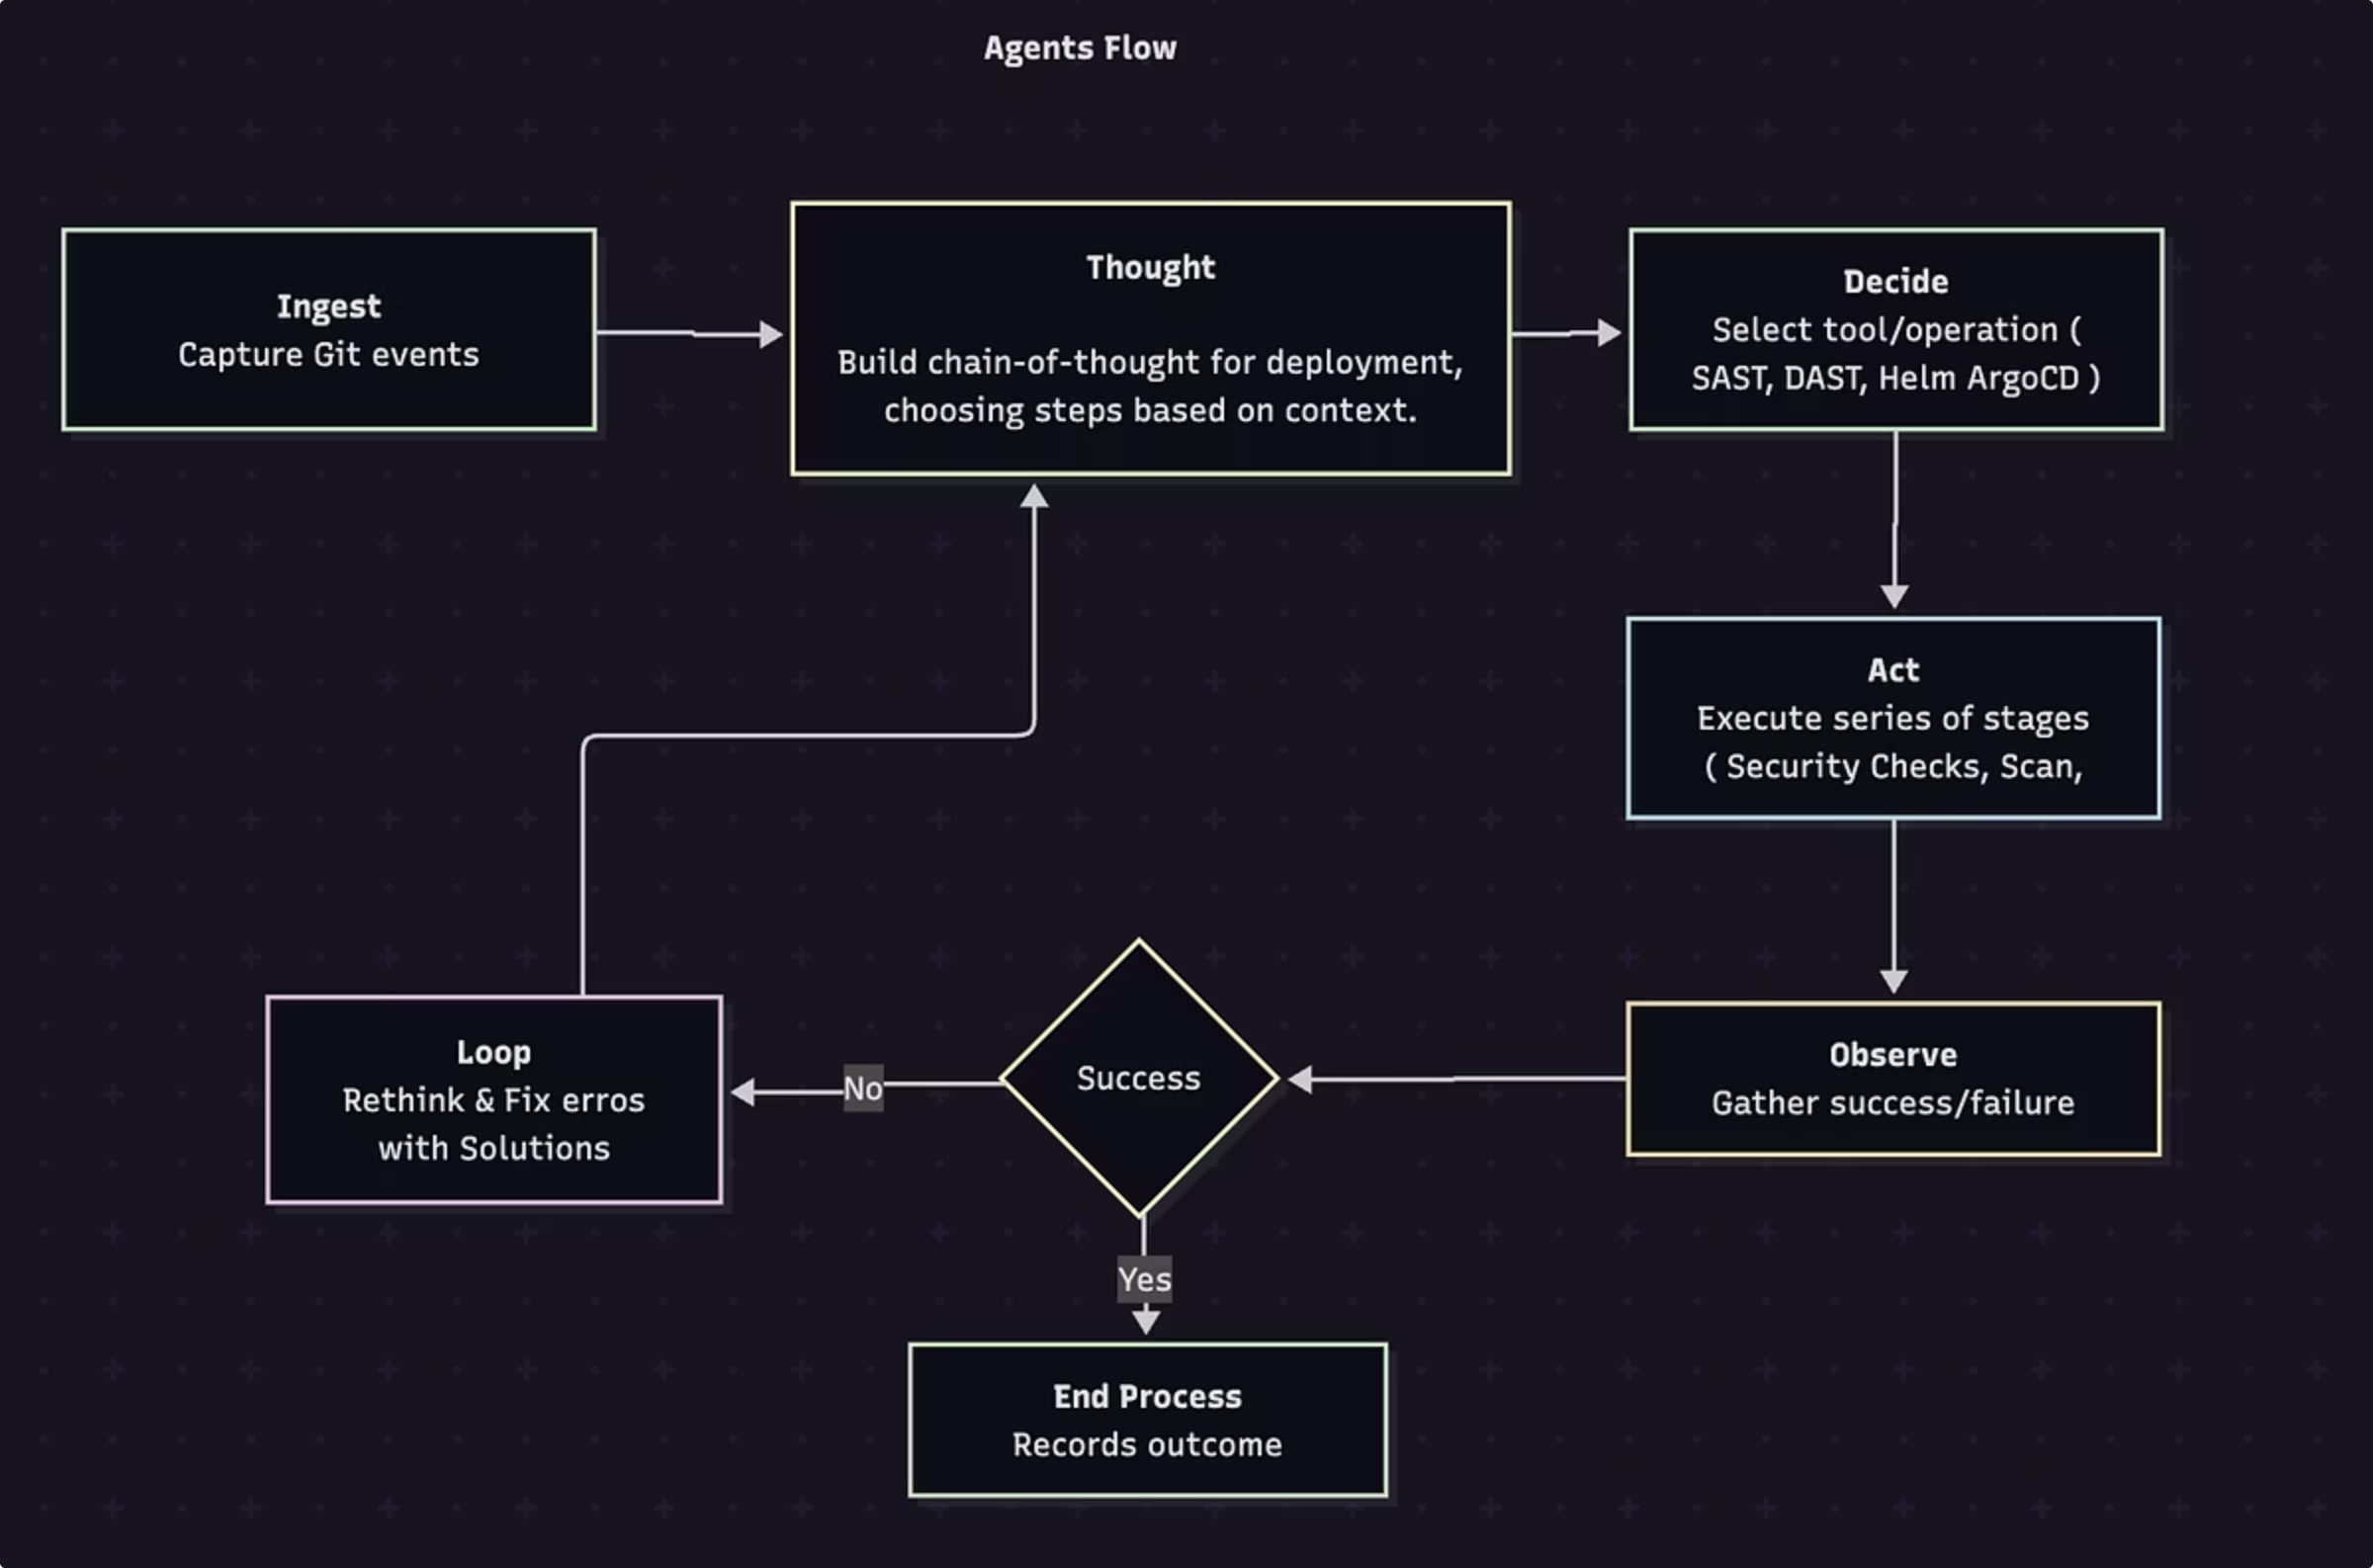 Agents Flow
Ingest
Capture Git events
Thought
Build chain-of-thought for deployment,
choosing steps based on context.
Decide
Select tool/operation (
SAST, DAST, Helm ArgoCD )
Act
Execute series of stages
( Security Checks, Scan,
Observe
Gather success/failure
Success
No
Loop
Rethink & Fix erros
with Solutions
Yes
End Process
Records outcome